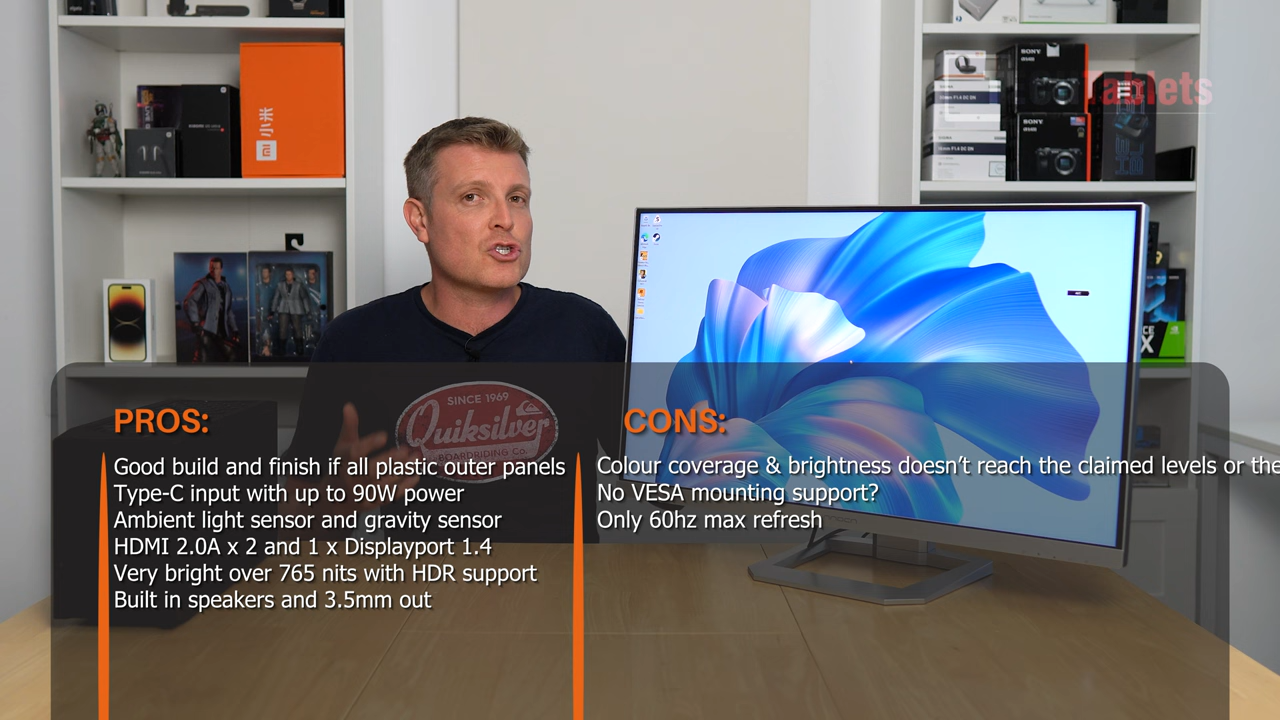 小米
SONY
SONY
Tablets
SINCE 1969
Quiksilver
BOARDRIDING CO.
PROS:
Good build and finish if all plastic outer panels
Type-C input with up to 90W power
Ambient light sensor and gravity sensor
HDMI 2.0A x 2 and 1 x Displayport 1.4
Very bright over 765 nits with HDR support
Built in speakers and 3.5mm out
CONS:
Colour coverage & brightness doesn’t reach the claimed levels or the
No VESA mounting support?
Only 60hz max refresh